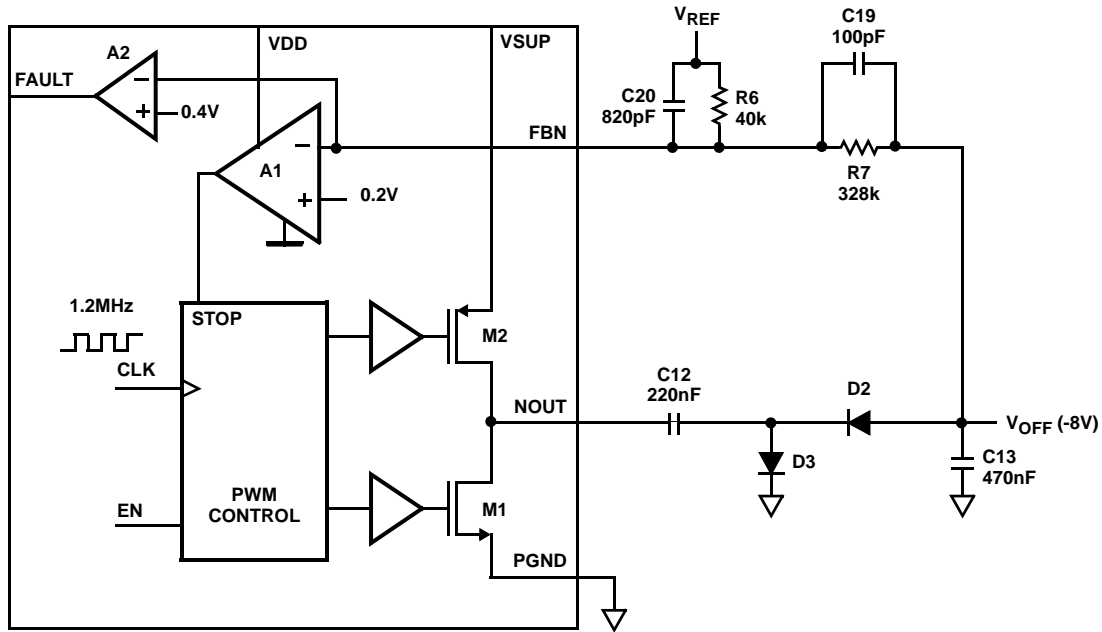 VREF
C19
100pF
VDD
VSUP
A2
FAULT
−
+
0.4V
C20
820pF
R6
40k
FBN
−
A1
R7
328k
+
0.2V
1.2MHz
STOP
M2
CLK
C12
220nF
D2
NOUT
VOFF (-8V)
D3
C13
470nF
EN
PWM
CONTROL
M1
PGND